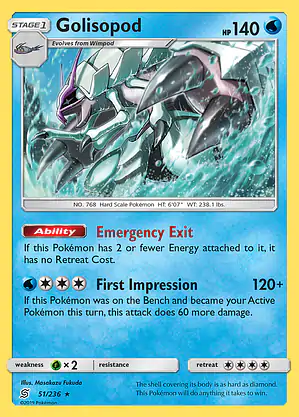 STAGE 1 Golisopod HP 140
Evolves from Wimpod
NO. 768 Hard Scale Pokémon HT: 6'07" WT: 238.1 lbs.
Ability Emergency Exit
If this Pokémon has 2 or fewer Energy attached to it, it
has no Retreat Cost.
First Impression 120+
If this Pokémon was on the Bench and became your Active
Pokémon this turn, this attack does 60 more damage.
weakness ×2 resistance retreat
Illus. Masakazu Fukuda
51/236 ★
©2019 Pokémon
The shell covering its body is as hard as diamond.
This Pokémon will do anything it takes to win.